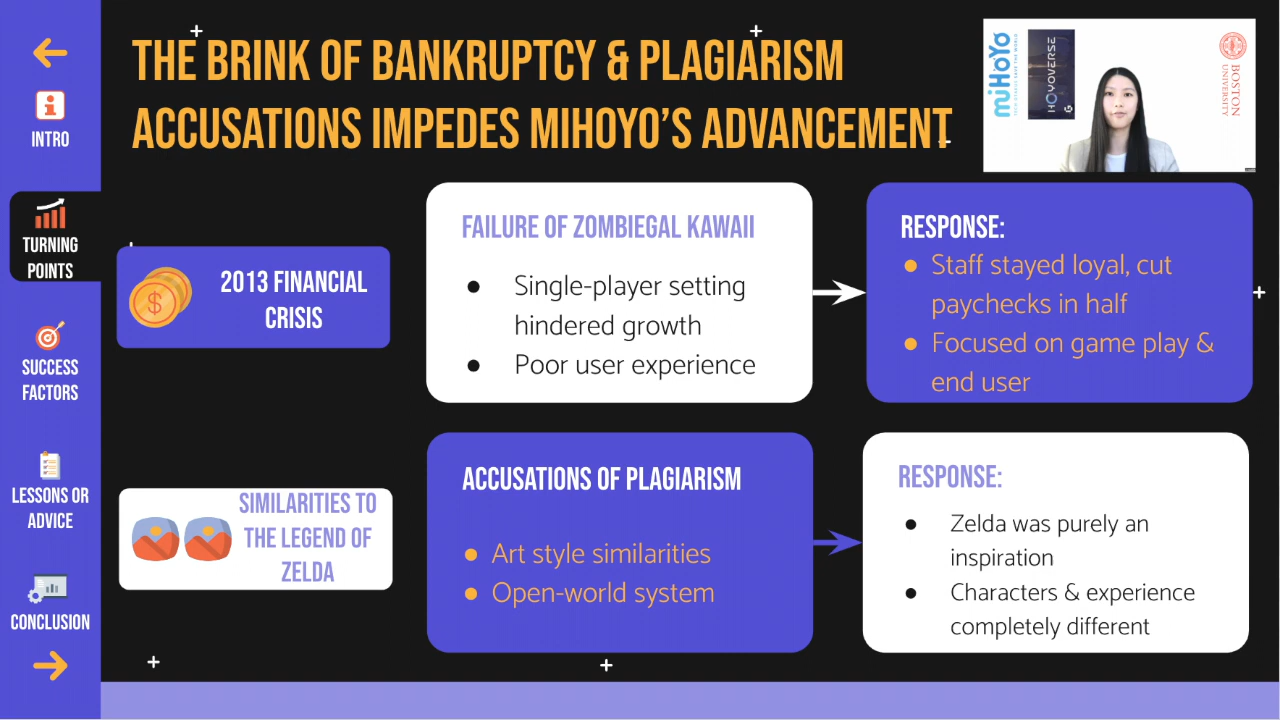 THE BRINK OF BANKRUPTCY & PLAGIARISM
ACCUSATIONS IMPEDES MIHOYO'S ADVANCEMENT
miHoYo
HOYOVERSE
BOSTON
UNIVERSITY
INTRO
TURNING
POINTS
SUCCESS
FACTORS
LESSONS OR
ADVICE
CONCLUSION
2013 FINANCIAL
CRISIS
FAILURE OF ZOMBIEGAL KAWAII
● Single-player setting
hindered growth
● Poor user experience
RESPONSE:
● Staff stayed loyal, cut
paychecks in half
● Focused on game play &
end user
SIMILARITIES TO
THE LEGEND OF
ZELDA
ACCUSATIONS OF PLAGIARISM
● Art style similarities
● Open-world system
RESPONSE:
● Zelda was purely an
inspiration
● Characters & experience
completely different